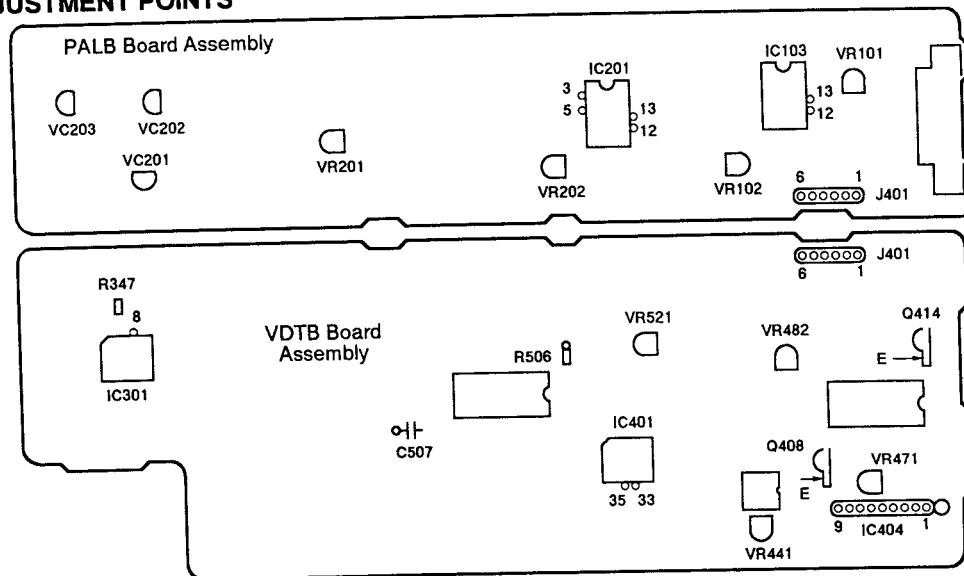 JUSTMENT POINTS
PALB Board Assembly
VC203
VC202
VC201
VR201
IC201
3
5
13
12
VR202
IC103
13
12
VR101
VR102
6 1 J401
6 1 J401
R347
8
IC301
VDTB Board
Assembly
R506
C507
VR521
IC401
35 33
VR482
Q414
E
Q408
E
VR471
9 1
IC404
VR441